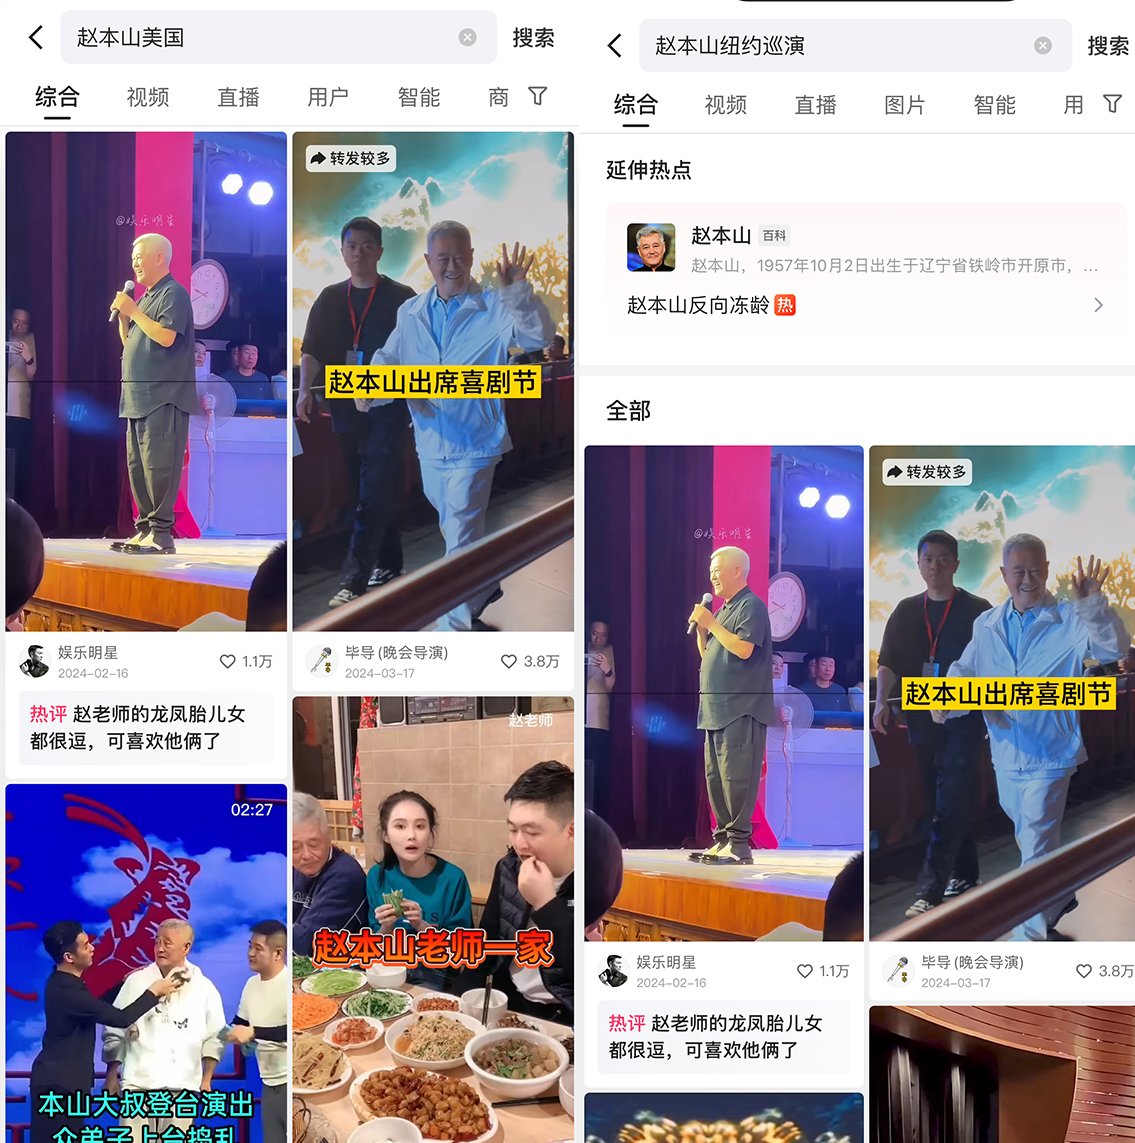 赵本山美国
搜索
综合
视频
直播
用户
智能
商
@娱乐明星
转发较多
赵本山出席喜剧节
娱乐明星
2024-02-16
1.1万
热评 赵老师的龙凤胎儿女
都很逗，可喜欢他俩了
毕导(晚会导演)
2024-03-17
3.8万
02:27
本山大叔登台演出
众弟子上台捣乱
赵老师
赵本山老师一家
赵本山纽约巡演
搜索
综合
视频
直播
图片
智能
用
延伸热点
赵本山 百科
赵本山，1957年10月2日出生于辽宁省铁岭市开原市，...
赵本山反向冻龄 热
全部
@娱乐明星
转发较多
赵本山出席喜剧节
娱乐明星
2024-02-16
1.1万
热评 赵老师的龙凤胎儿女
都很逗，可喜欢他俩了
毕导(晚会导演)
2024-03-17
3.8万